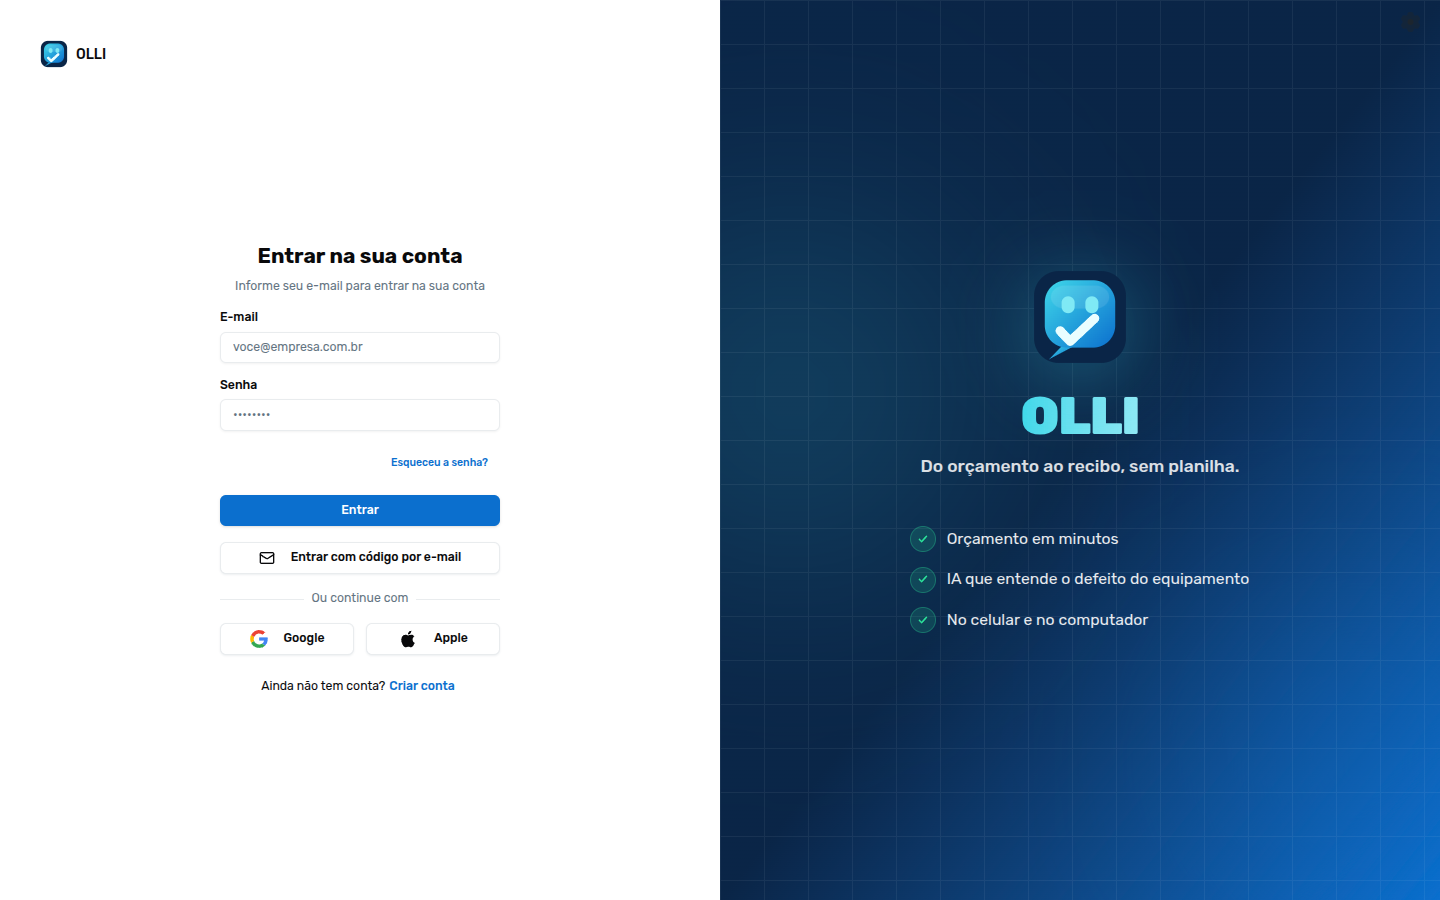 OLLI
Entrar na sua conta
Informe seu e-mail para entrar na sua conta
E-mail
voce@empresa.com.br
Senha
••••••••
Esqueceu a senha?
Entrar
Entrar com código por e-mail
Ou continue com
Google
Apple
Ainda não tem conta? Criar conta
OLLI
Do orçamento ao recibo, sem planilha.
Orçamento em minutos
IA que entende o defeito do equipamento
No celular e no computador